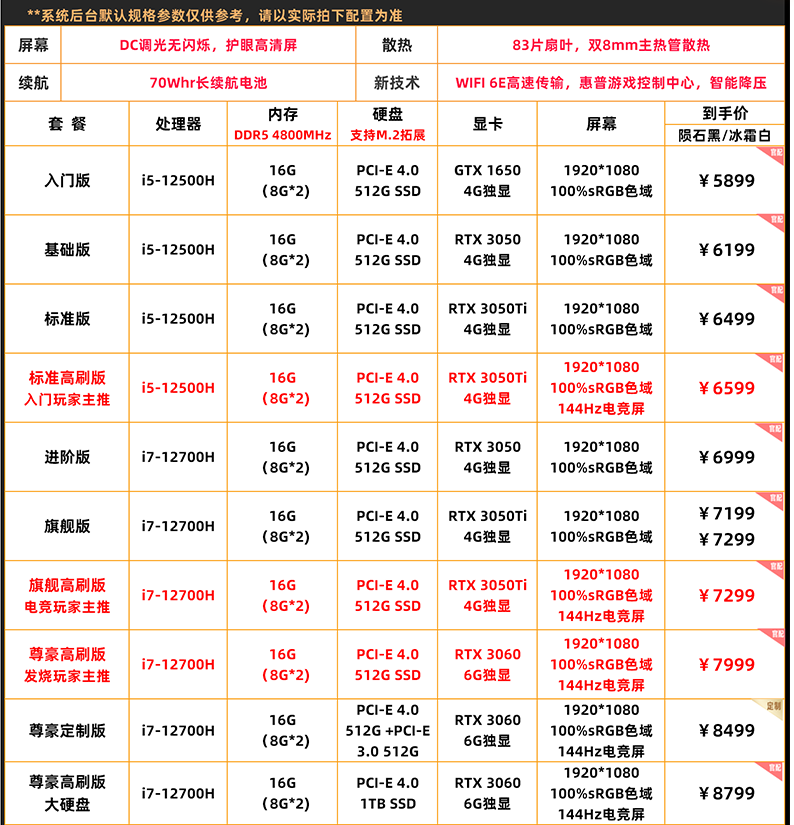 **系统后台默认规格参数仅供参考，请以实际拍下配置为准
屏幕 DC调光无闪烁，护眼高清屏 散热 83片扇叶，双8mm主热管散热
续航 70Whr长续航电池 新技术 WIFI 6E高速传输，惠普游戏控制中心，智能降压
套 餐 处理器 内存 硬盘 显卡 屏幕 到手价
DDR5 4800MHz 支持M.2拓展 陨石黑/冰霜白
官配
入门版 i5-12500H 16G PCI-E 4.0 GTX 1650 1920*1080 ￥5899
(8G*2) 512G SSD 4G独显 100%sRGB色域
官配
基础版 i5-12500H 16G PCI-E 4.0 RTX 3050 1920*1080 ￥6199
(8G*2) 512G SSD 4G独显 100%sRGB色域
官配
标准版 i5-12500H 16G PCI-E 4.0 RTX 3050Ti 1920*1080 ￥6499
(8G*2) 512G SSD 4G独显 100%sRGB色域
官配
标准高刷版 i5-12500H 16G PCI-E 4.0 RTX 3050Ti 1920*1080 ￥6599
入门玩家主推 (8G*2) 512G SSD 4G独显 100%sRGB色域
144Hz电竞屏
官配
进阶版 i7-12700H 16G PCI-E 4.0 RTX 3050 1920*1080 ￥6999
(8G*2) 512G SSD 4G独显 100%sRGB色域
官配
旗舰版 i7-12700H 16G PCI-E 4.0 RTX 3050Ti 1920*1080 ￥7199
(8G*2) 512G SSD 4G独显 100%sRGB色域 ￥7299
官配
旗舰高刷版 i7-12700H 16G PCI-E 4.0 RTX 3050Ti 1920*1080 ￥7299
电竞玩家主推 (8G*2) 512G SSD 4G独显 100%sRGB色域
144Hz电竞屏
官配
尊豪高刷版 i7-12700H 16G PCI-E 4.0 RTX 3060 1920*1080 ￥7999
发烧玩家主推 (8G*2) 512G SSD 6G独显 100%sRGB色域
144Hz电竞屏
定制
尊豪定制版 i7-12700H 16G PCI-E 4.0 RTX 3060 1920*1080 ￥8499
(8G*2) 512G +PCI-E 6G独显 100%sRGB色域
3.0 512G 144Hz电竞屏
官配
尊豪高刷版 i7-12700H 16G PCI-E 4.0 RTX 3060 1920*1080 ￥8799
大硬盘 (8G*2) 1TB SSD 6G独显 100%sRGB色域
144Hz电竞屏